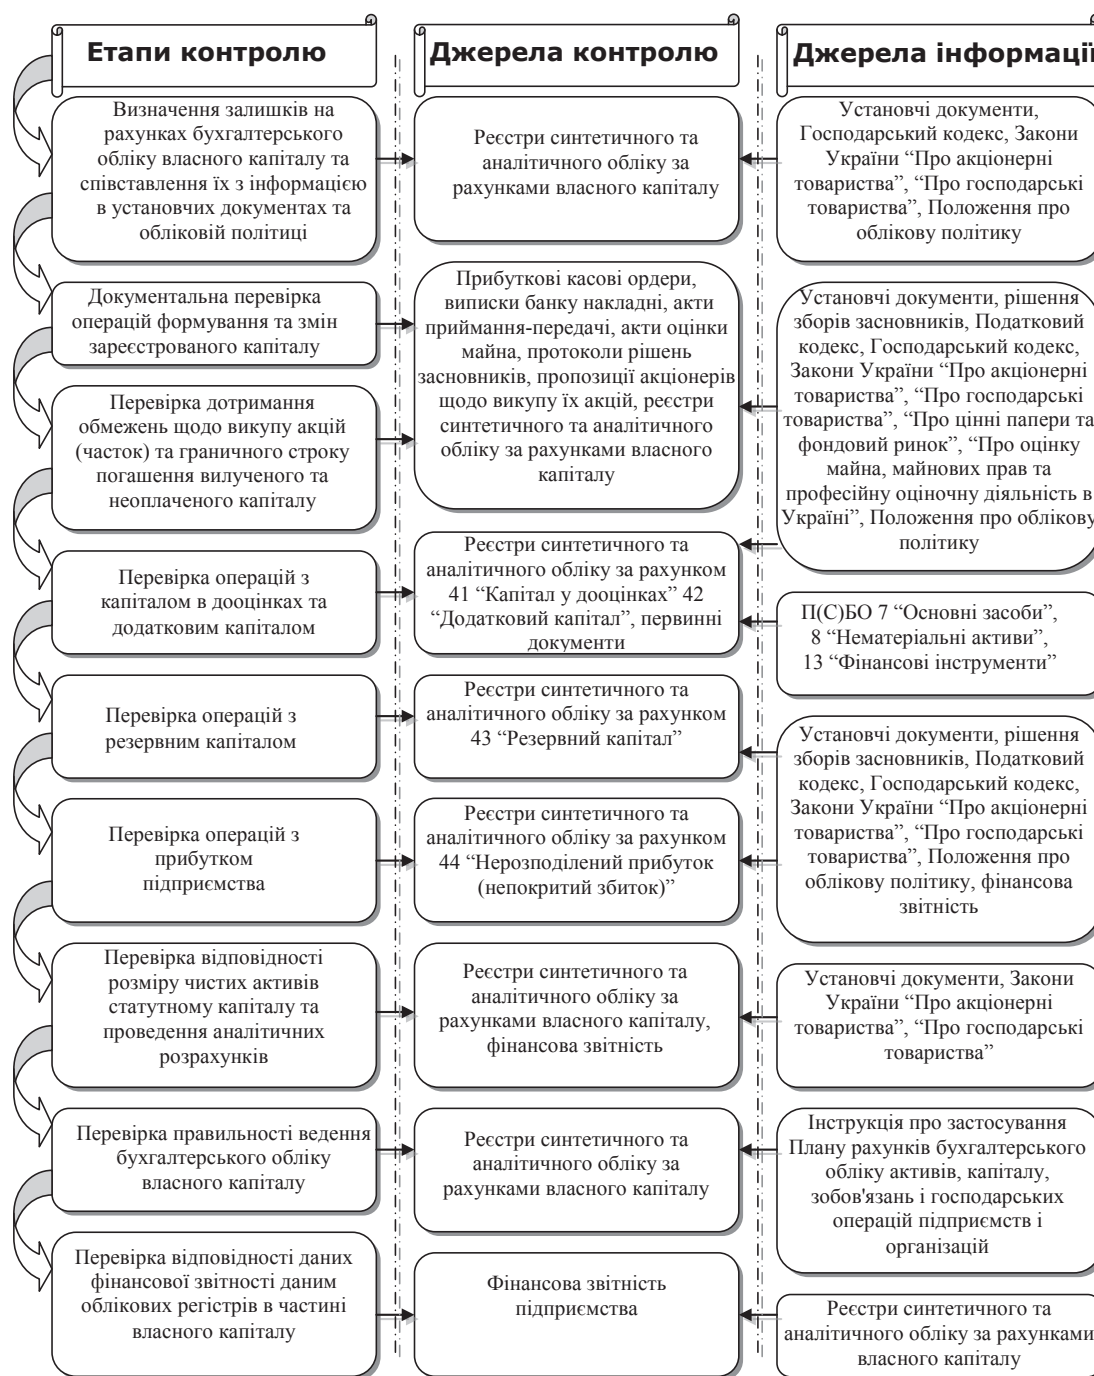 Етапи контролю
Джерела контролю
Джерела інформації
Визначення залишків на
рахунках бухгалтерського
обліку власного капіталу та
співставлення їх з інформацією
в установчих документах та
обліковій політиці
Реєстри синтетичного та
аналітичного обліку за
рахунками власного капіталу
Установчі документи,
Господарський кодекс, Закони
України “Про акціонерні
товариства”, “Про господарські
товариства”, Положення про
облікову політику
Документальна перевірка
операцій формування та змін
зареєстрованого капіталу
Прибуткові касові ордери,
виписки банку накладні, акти
приймання-передачі, акти оцінки
майна, протоколи рішень
засновників, пропозиції акціонерів
щодо викупу їх акцій, реєстри
синтетичного та аналітичного
обліку за рахунками власного
капіталу
Установчі документи, рішення
зборів засновників, Податковий
кодекс, Господарський кодекс,
Закони України “Про акціонерні
товариства”, “Про господарські
товариства”, “Про цінні папери та
фондовий ринок”, “Про оцінку
майна, майнових прав та
професійну оціночну діяльність в
Україні”, Положення про облікову
політику
Перевірка дотримання
обмежень щодо викупу акцій
(часток) та граничного строку
погашення вилученого та
неоплаченого капіталу
Перевірка операцій з
капіталом в дооцінках та
додатковим капіталом
Реєстри синтетичного та
аналітичного обліку за рахунком
41 “Капітал у дооцінках” 42
“Додатковий капітал”, первинні
документи
П(С)БО 7 “Основні засоби”,
8 “Нематеріальні активи”,
13 “Фінансові інструменти”
Перевірка операцій з
резервним капіталом
Реєстри синтетичного та
аналітичного обліку за рахунком
43 “Резервний капітал”
Установчі документи, рішення
зборів засновників, Податковий
кодекс, Господарський кодекс,
Закони України “Про акціонерні
товариства”, “Про господарські
товариства”, Положення про
облікову політику, фінансова
звітність
Перевірка операцій з
прибутком
підприємства
Реєстри синтетичного та
аналітичного обліку за рахунком
44 “Нерозподілений прибуток
(непокритий збиток)”
Перевірка відповідності
розміру чистих активів
статутному капіталу та
проведення аналітичних
розрахунків
Реєстри синтетичного та
аналітичного обліку за
рахунками власного капіталу,
фінансова звітність
Установчі документи, Закони
України “Про акціонерні
товариства”, “Про господарські
товариства”
Перевірка правильності ведення
бухгалтерського обліку
власного капіталу
Реєстри синтетичного та
аналітичного обліку за
рахунками власного капіталу
Інструкція про застосування
Плану рахунків бухгалтерського
обліку активів, капіталу,
зобов'язань і господарських
операцій підприємств і
організацій
Перевірка відповідності даних
фінансової звітності даним
облікових регістрів в частині
власного капіталу
Фінансова звітність
підприємства
Реєстри синтетичного та
аналітичного обліку за рахунками
власного капіталу